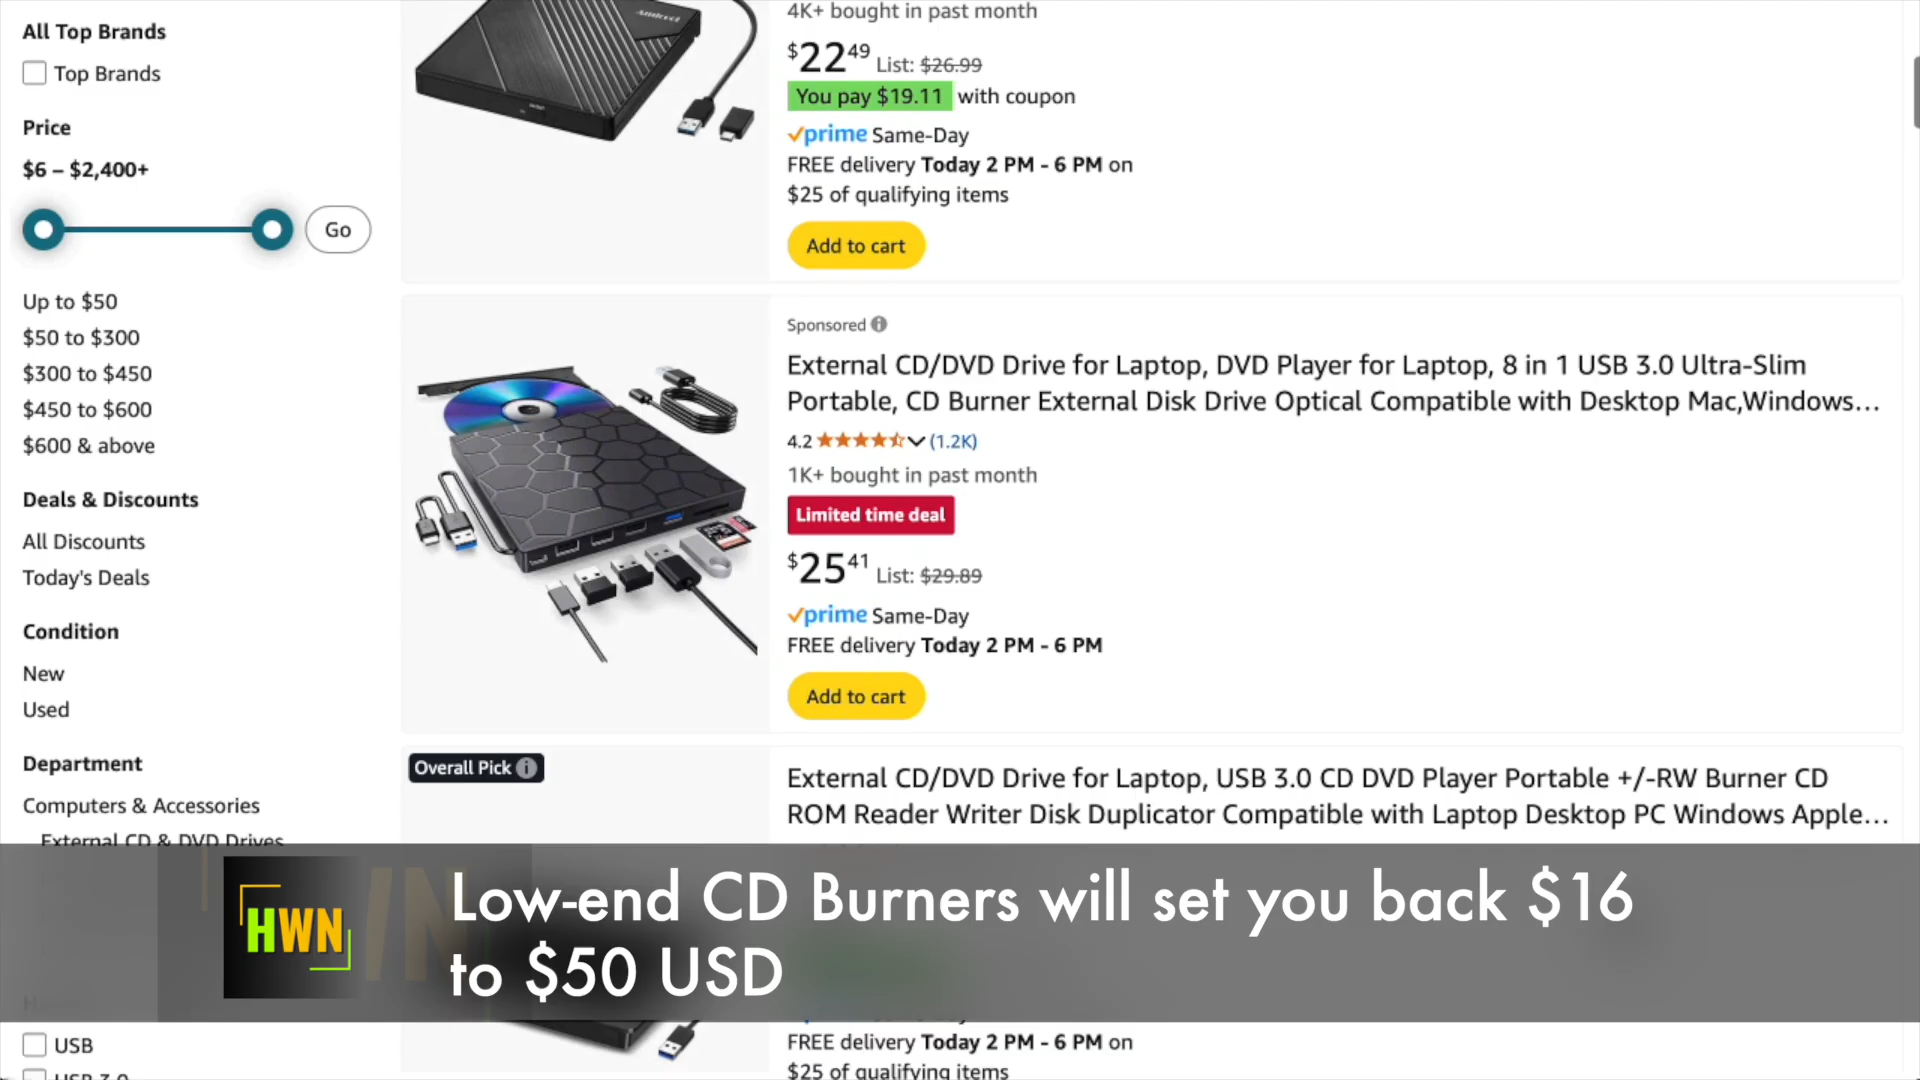 All Top Brands
Top Brands
Price
$6 – $2,400+
Go
Up to $50
$50 to $300
$300 to $450
$450 to $600
$600 & above
Deals & Discounts
All Discounts
Today's Deals
Condition
New
Used
Department
Computers & Accessories
External CD & DVD Drives
USB
USB 3.0
4K+ bought in past month
$22.49 List: $26.99
You pay $19.11 with coupon
prime Same-Day
FREE delivery Today 2 PM - 6 PM on
$25 of qualifying items
Add to cart
Sponsored
External CD/DVD Drive for Laptop, DVD Player for Laptop, 8 in 1 USB 3.0 Ultra-Slim
Portable, CD Burner External Disk Drive Optical Compatible with Desktop Mac,Windows…
4.2 (1.2K)
1K+ bought in past month
Limited time deal
$25.41 List: $29.89
prime Same-Day
FREE delivery Today 2 PM - 6 PM
Add to cart
Overall Pick
External CD/DVD Drive for Laptop, USB 3.0 CD DVD Player Portable +/-RW Burner CD
ROM Reader Writer Disk Duplicator Compatible with Laptop Desktop PC Windows Apple…
HWN
Low-end CD Burners will set you back $16
to $50 USD
FREE delivery Today 2 PM - 6 PM on
$25 of qualifying items